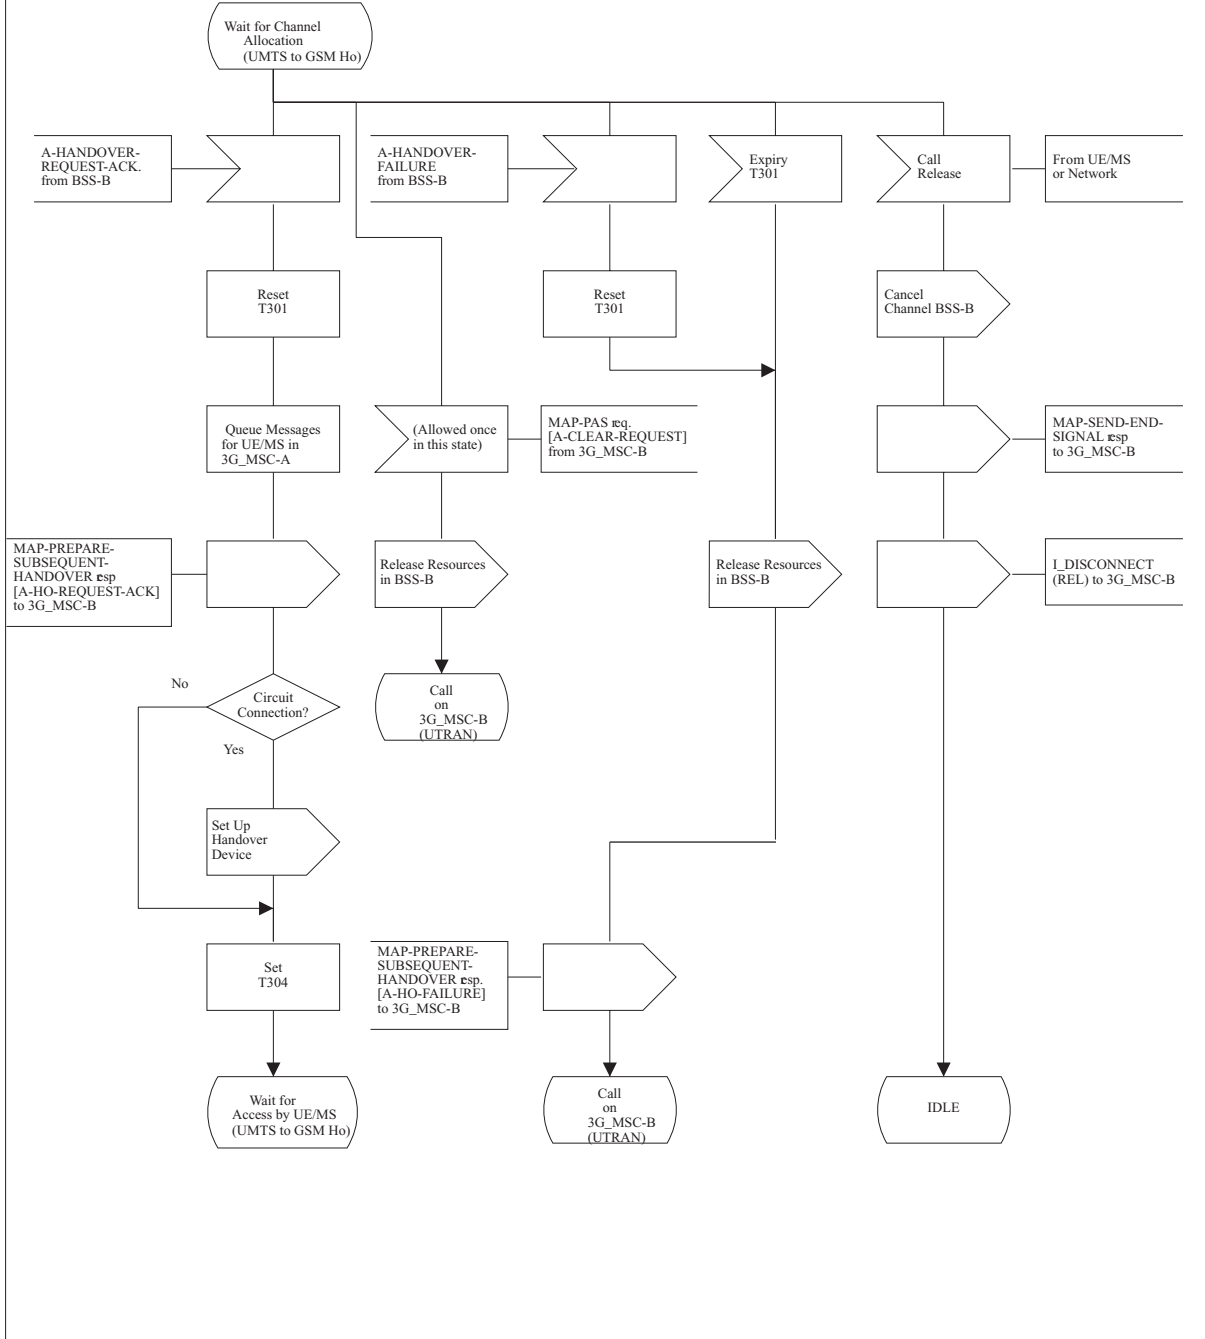 Wait for Channel
Allocation
(UMTS to GSM Ho)
A-HANDOVER-
REQUEST-ACK.
from BSS-B
A-HANDOVER-
FAILURE
from BSS-B
Expiry
T301
Call
Release
From UE/MS
or Network
Reset
T301
Reset
T301
Cancel
Channel BSS-B
Queue Messages
for UE/MS in
3G_MSC-A
(Allowed once
in this state)
MAP-PAS req.
[A-CLEAR-REQUEST]
from 3G_MSC-B
MAP-SEND-END-
SIGNAL resp
to 3G_MSC-B
MAP-PREPARE-
SUBSEQUENT-
HANDOVER resp
[A-HO-REQUEST-ACK]
to 3G_MSC-B
Release Resources
in BSS-B
Release Resources
in BSS-B
I_DISCONNECT
(REL) to 3G_MSC-B
No
Circuit
Connection?
Yes
Call
on
3G_MSC-B
(UTRAN)
Set Up
Handover
Device
Set
T304
MAP-PREPARE-
SUBSEQUENT-
HANDOVER resp.
[A-HO-FAILURE]
to 3G_MSC-B
Wait for
Access by UE/MS
(UMTS to GSM Ho)
Call
on
3G_MSC-B
(UTRAN)
IDLE